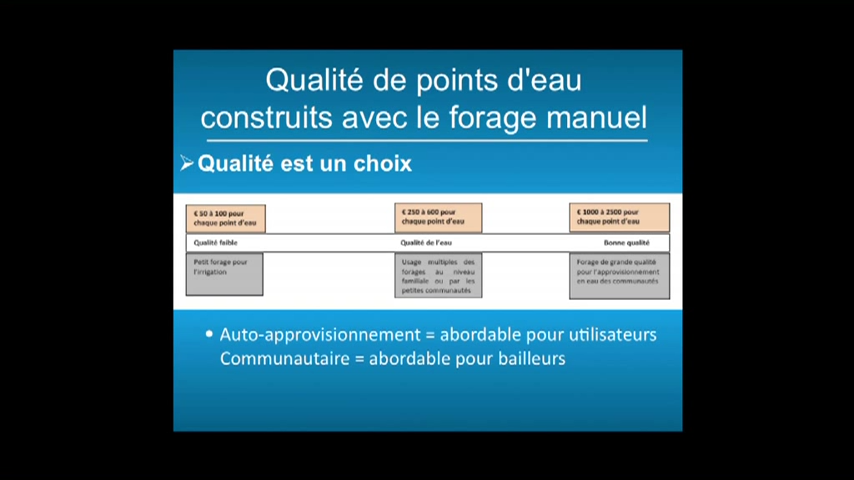 Qualité de points d'eau
construits avec le forage manuel
Qualité est un choix
€ 50 à 100 pour
chaque point d'eau
€ 250 à 600 pour
chaque point d'eau
€ 1000 à 2500 pour
chaque point d'eau
Qualité faible
Qualité de l'eau
Bonne qualité
Petit forage pour
l'irrigation
Usage multiples des
forages au niveau
familiale ou par les
petites communautés
Forage de grande qualité
pour l'approvisionnement
en eau des communautés
• Auto-approvisionnement = abordable pour utilisateurs
Communautaire = abordable pour bailleurs